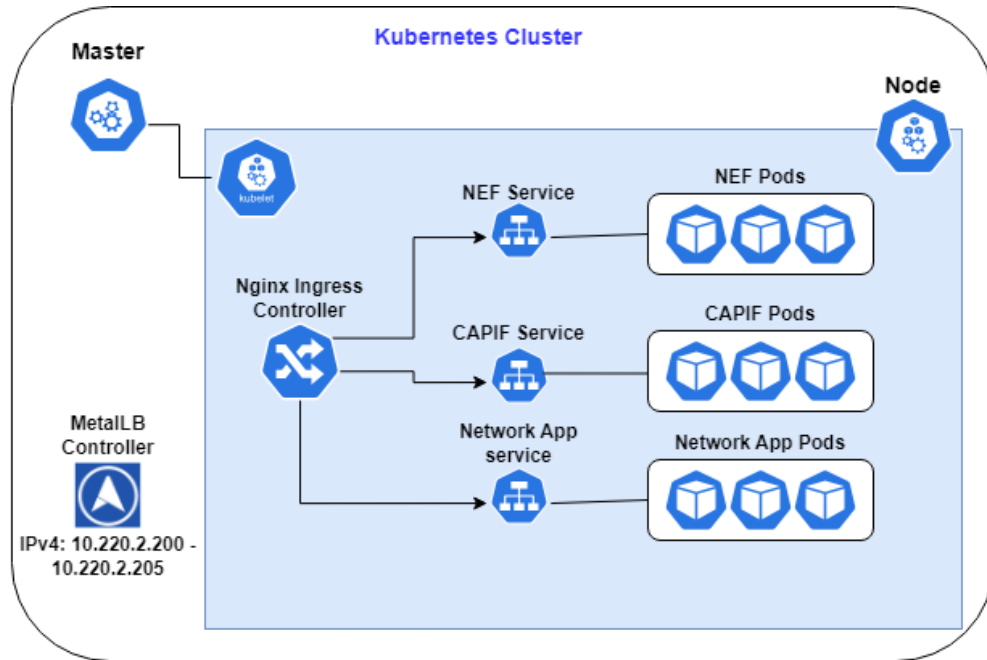 Kubernetes Cluster
Master
Node
kubelet
NEF Service
NEF Pods
Nginx Ingress
Controller
CAPIF Service
CAPIF Pods
MetalLB
Controller
IPv4: 10.220.2.200 -
10.220.2.205
Network App
service
Network App Pods